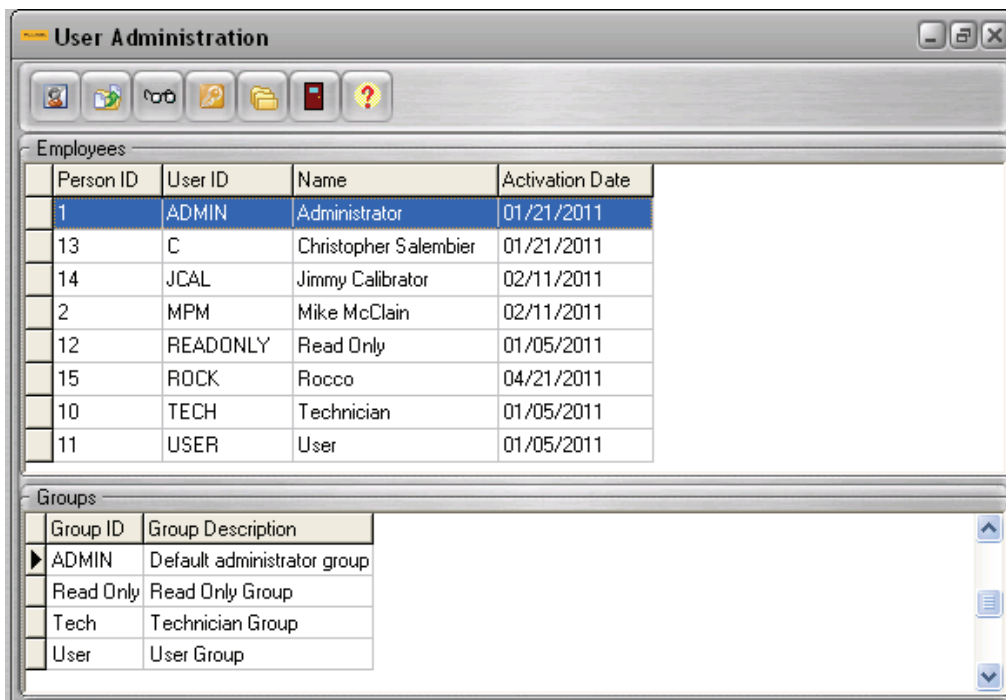 User Administration
?
Employees
Person ID User ID Name Activation Date
1 ADMIN Administrator 01/21/2011
13 C Christopher Salembier 01/21/2011
14 JCAL Jimmy Calibrator 02/11/2011
2 MPM Mike McClain 02/11/2011
12 READONLY Read Only 01/05/2011
15 ROCK Rocco 04/21/2011
10 TECH Technician 01/05/2011
11 USER User 01/05/2011
Groups
Group ID Group Description
ADMIN Default administrator group
Read Only Read Only Group
Tech Technician Group
User User Group